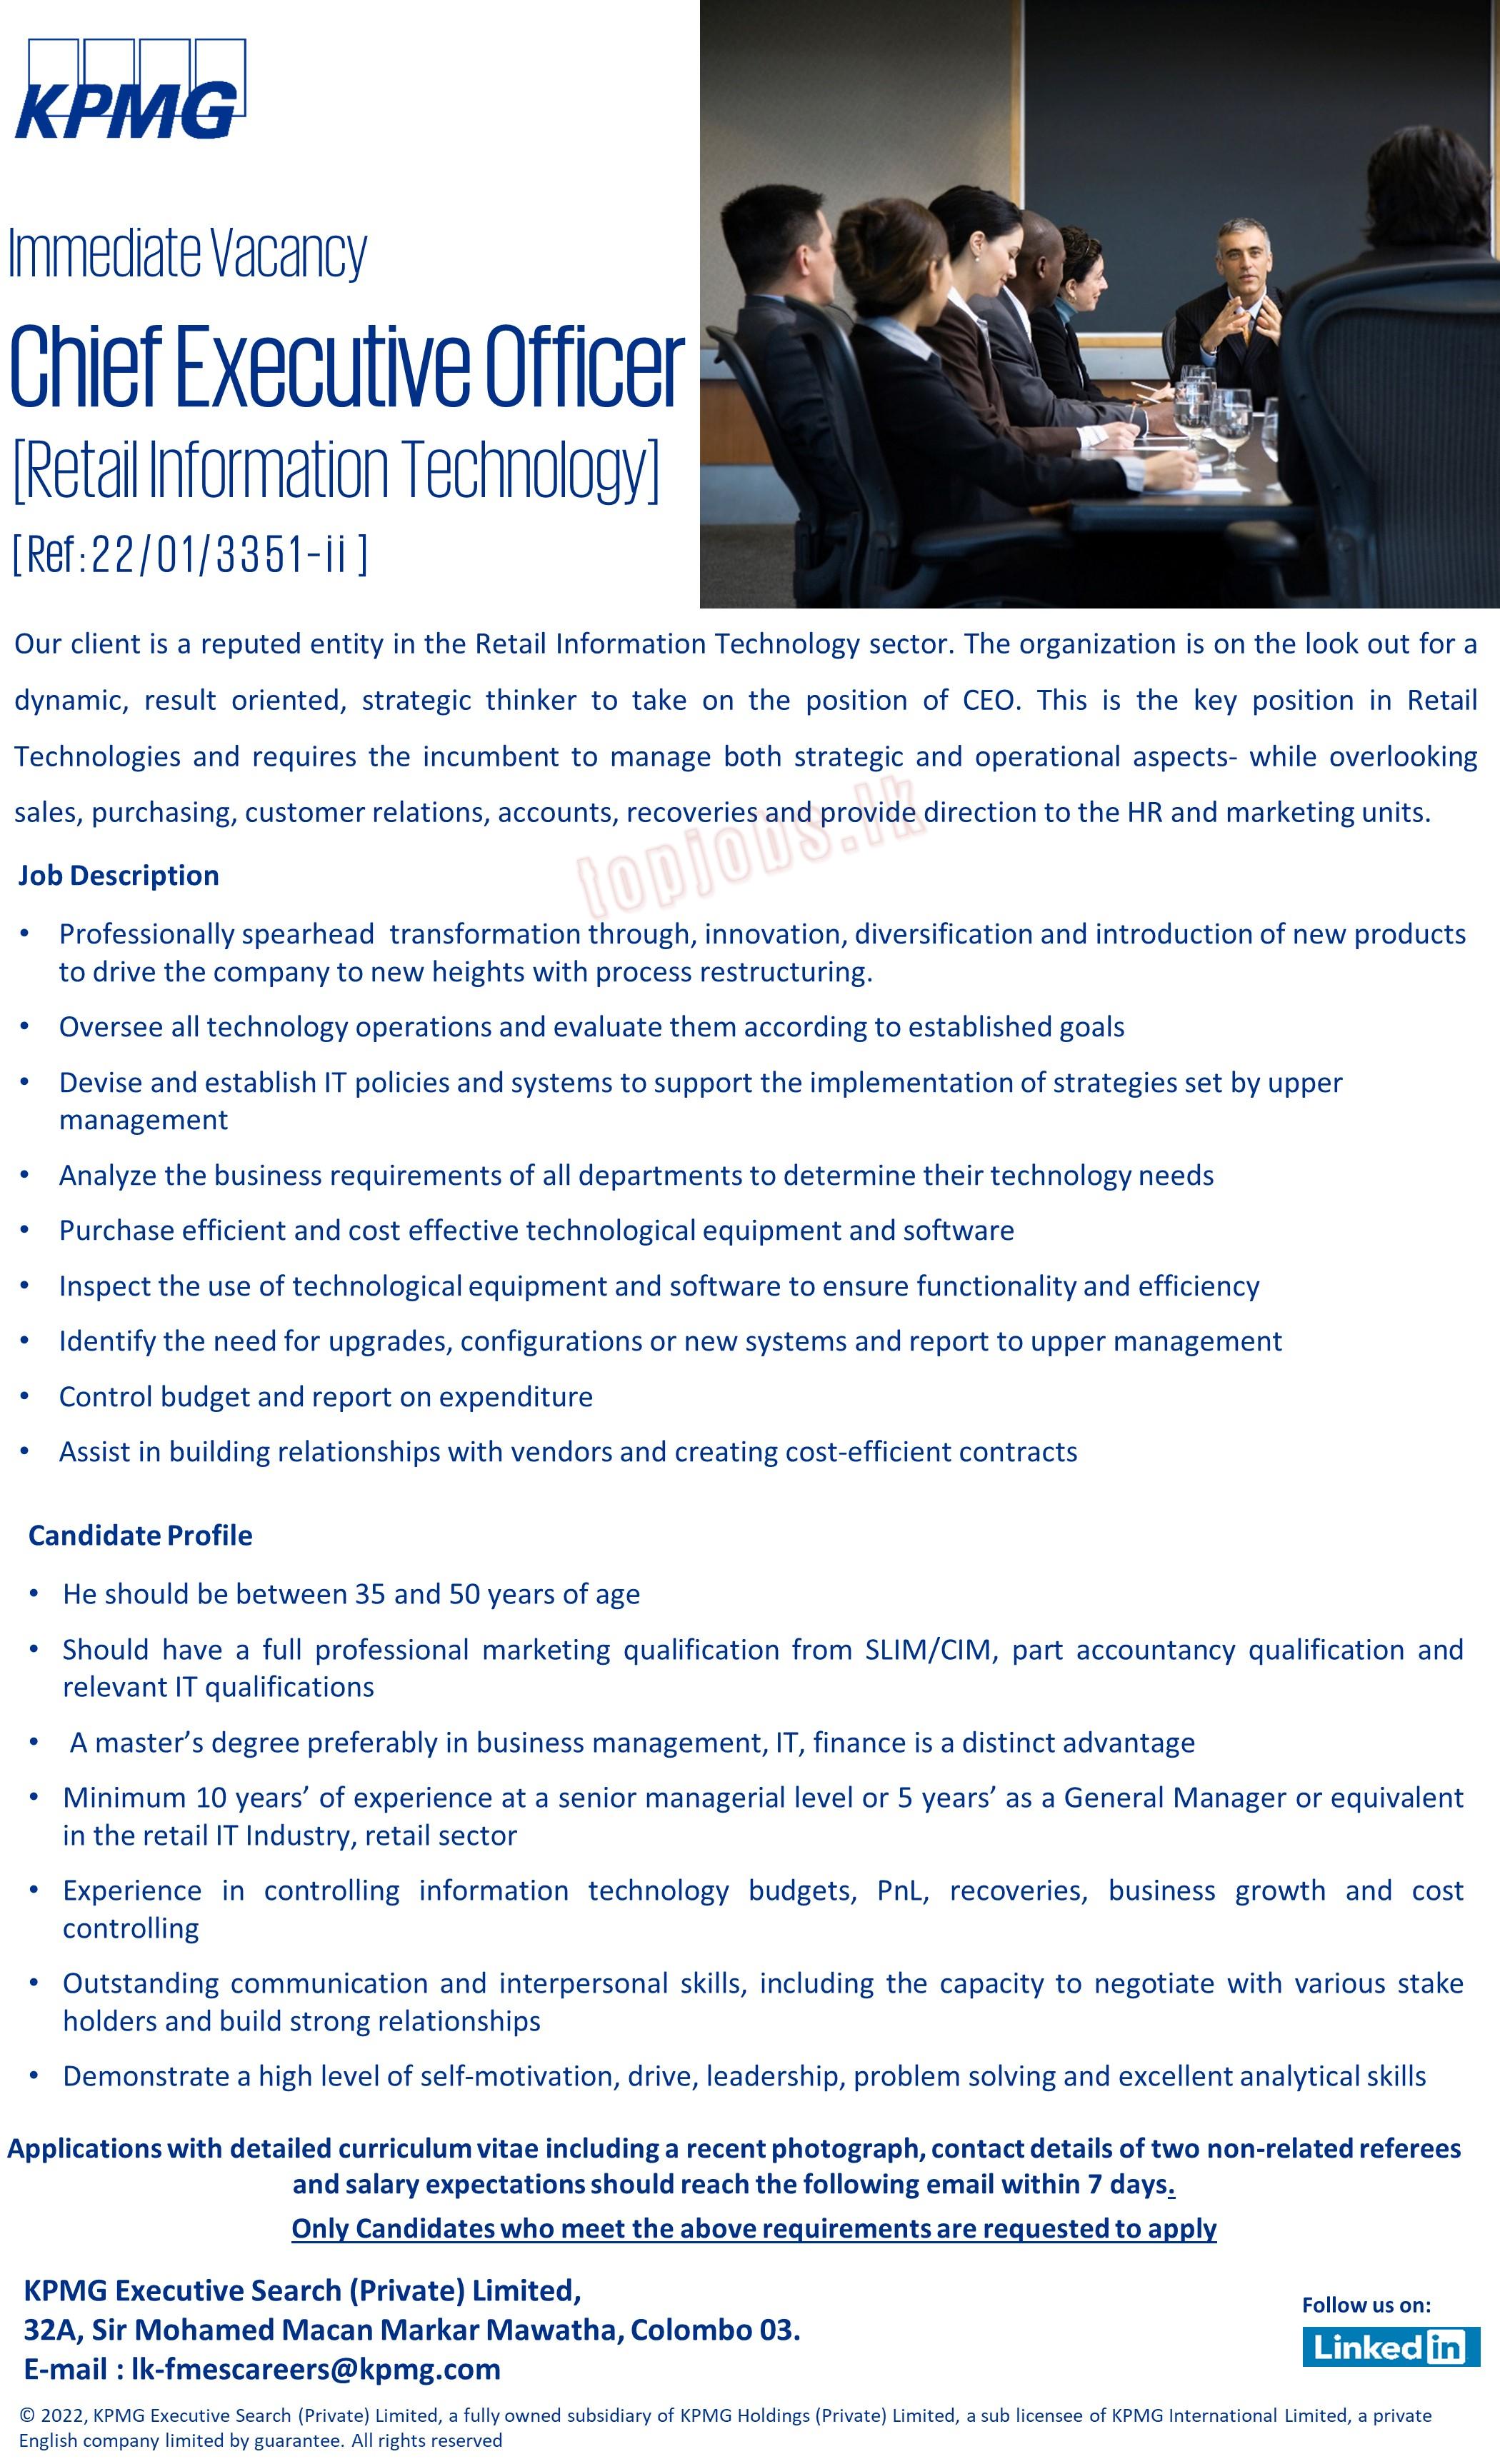 KPMG
Immediate Vacancy
Chief Executive Officer
[Retail Information Technology]
[Ref:22/01/3351-ii ]
Our client is a reputed entity in the Retail Information Technology sector. The organization is on the look out for a
dynamic, result oriented, strategic thinker to take on the position of CEO. This is the key position in Retail
Technologies and requires the incumbent to manage both strategic and operational aspects- while overlooking
sales, purchasing, customer relations, accounts, recoveries and provide direction to the HR and marketing units.
topjobs.lk
Job Description
• Professionally spearhead  transformation through, innovation, diversification and introduction of new products
to drive the company to new heights with process restructuring.
• Oversee all technology operations and evaluate them according to established goals
• Devise and establish IT policies and systems to support the implementation of strategies set by upper
management
• Analyze the business requirements of all departments to determine their technology needs
• Purchase efficient and cost effective technological equipment and software
• Inspect the use of technological equipment and software to ensure functionality and efficiency
• Identify the need for upgrades, configurations or new systems and report to upper management
• Control budget and report on expenditure
• Assist in building relationships with vendors and creating cost-efficient contracts
Candidate Profile
• He should be between 35 and 50 years of age
• Should have a full professional marketing qualification from SLIM/CIM, part accountancy qualification and
relevant IT qualifications
• A master’s degree preferably in business management, IT, finance is a distinct advantage
• Minimum 10 years’ of experience at a senior managerial level or 5 years’ as a General Manager or equivalent
in the retail IT Industry, retail sector
• Experience in controlling information technology budgets, PnL, recoveries, business growth and cost
controlling
• Outstanding communication and interpersonal skills, including the capacity to negotiate with various stake
holders and build strong relationships
• Demonstrate a high level of self-motivation, drive, leadership, problem solving and excellent analytical skills
Applications with detailed curriculum vitae including a recent photograph, contact details of two non-related referees
and salary expectations should reach the following email within 7 days.
Only Candidates who meet the above requirements are requested to apply
KPMG Executive Search (Private) Limited,
32A, Sir Mohamed Macan Markar Mawatha, Colombo 03.
E-mail : lk-fmescareers@kpmg.com
Follow us on:
Linked in
© 2022, KPMG Executive Search (Private) Limited, a fully owned subsidiary of KPMG Holdings (Private) Limited, a sub licensee of KPMG International Limited, a private
English company limited by guarantee. All rights reserved